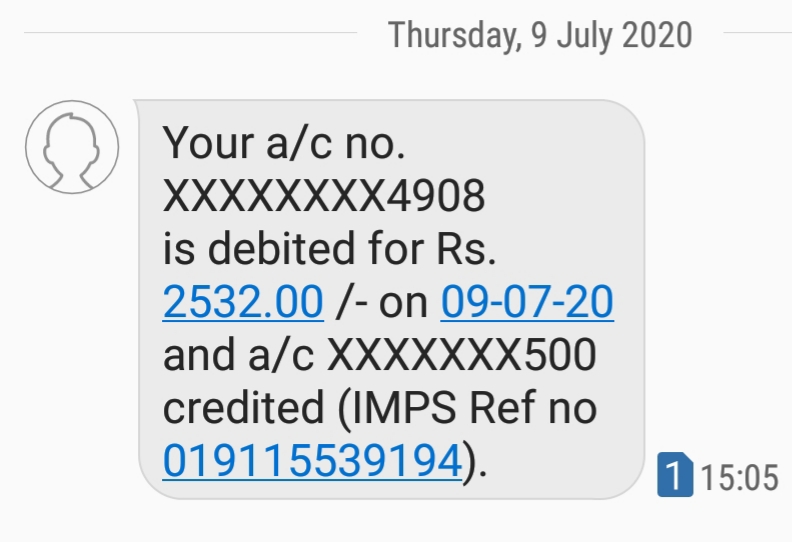 Thursday, 9 July 2020
Your a/c no.
XXXXXXXX4908
is debited for Rs.
2532.00 /- on 09-07-20
and a/c XXXXXXX500
credited (IMPS Ref no
019115539194).
1 15:05